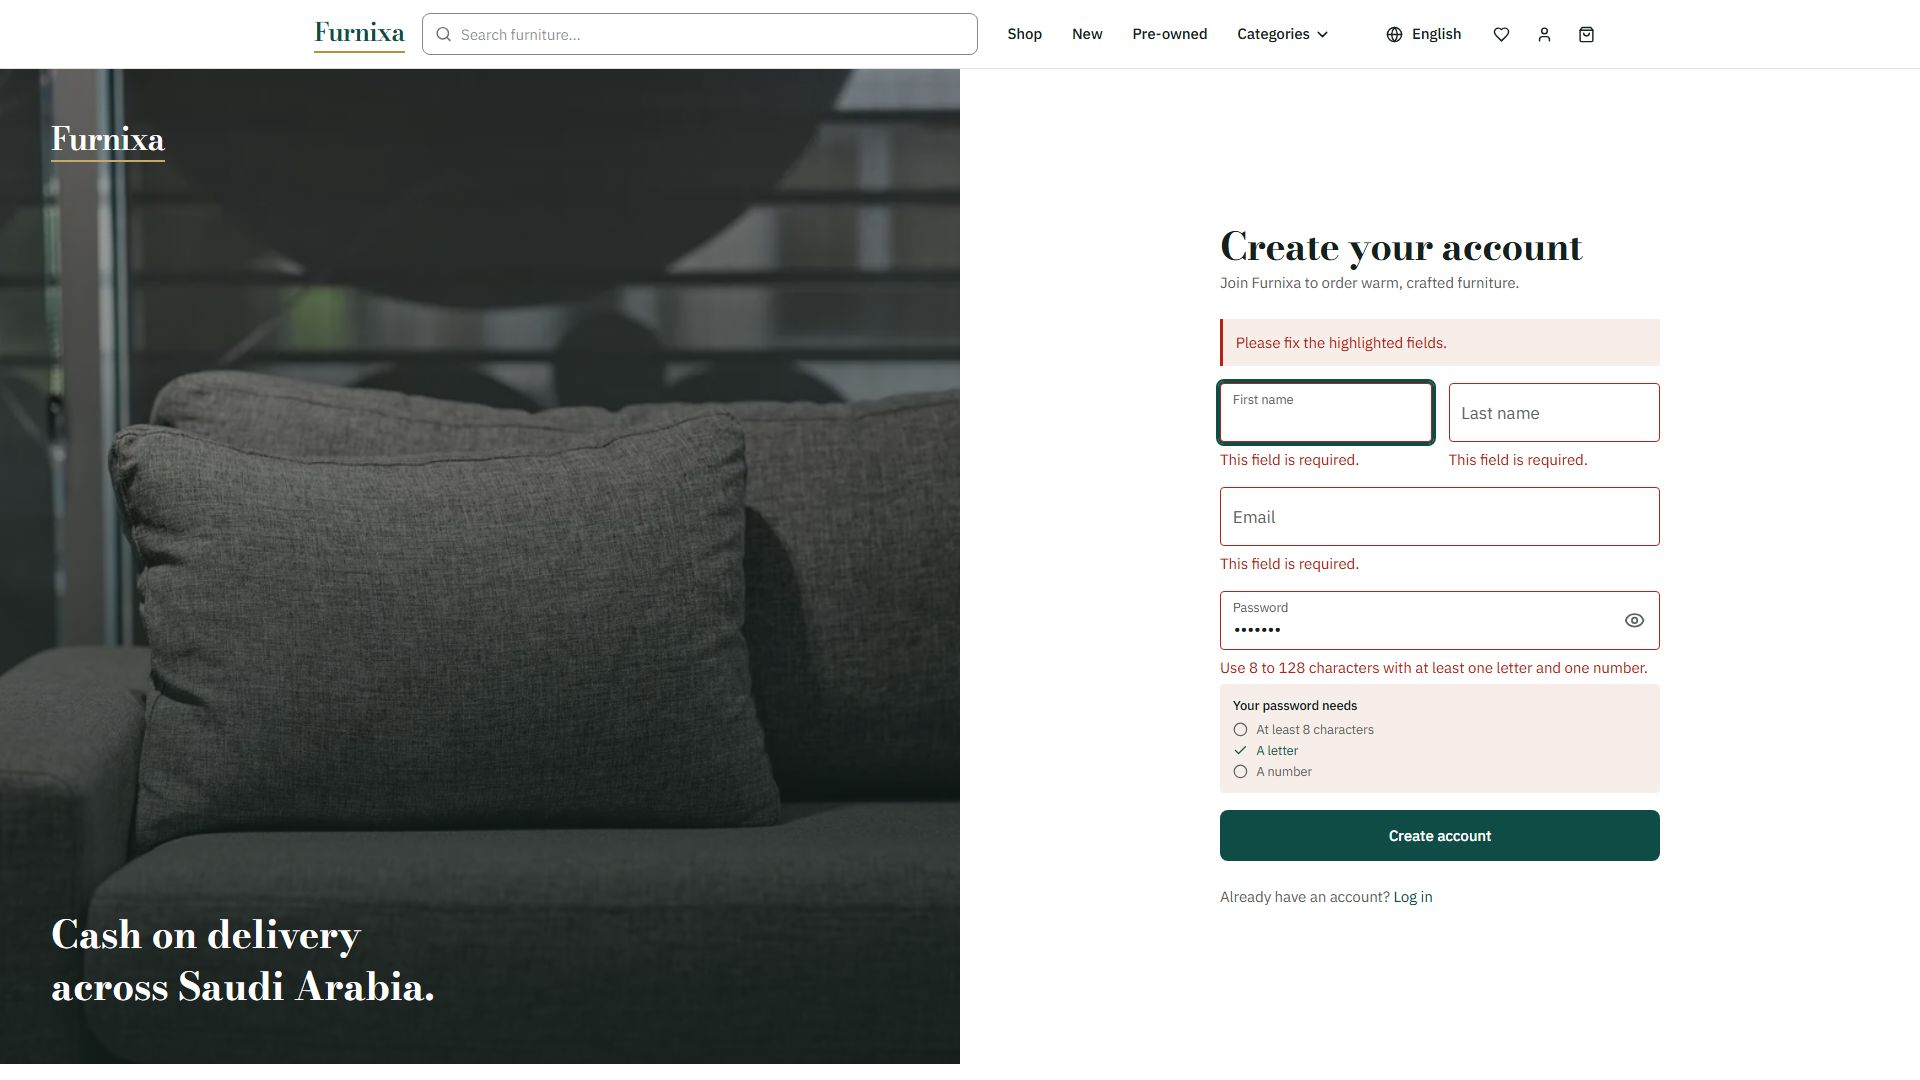 Furnixa
Search furniture...
Shop
New
Pre-owned
Categories
English
Furnixa
Cash on delivery
across Saudi Arabia.
Create your account
Join Furnixa to order warm, crafted furniture.
Please fix the highlighted fields.
First name
Last name
This field is required.
This field is required.
Email
This field is required.
Password
•••••••
Use 8 to 128 characters with at least one letter and one number.
Your password needs
At least 8 characters
A letter
A number
Create account
Already have an account? Log in